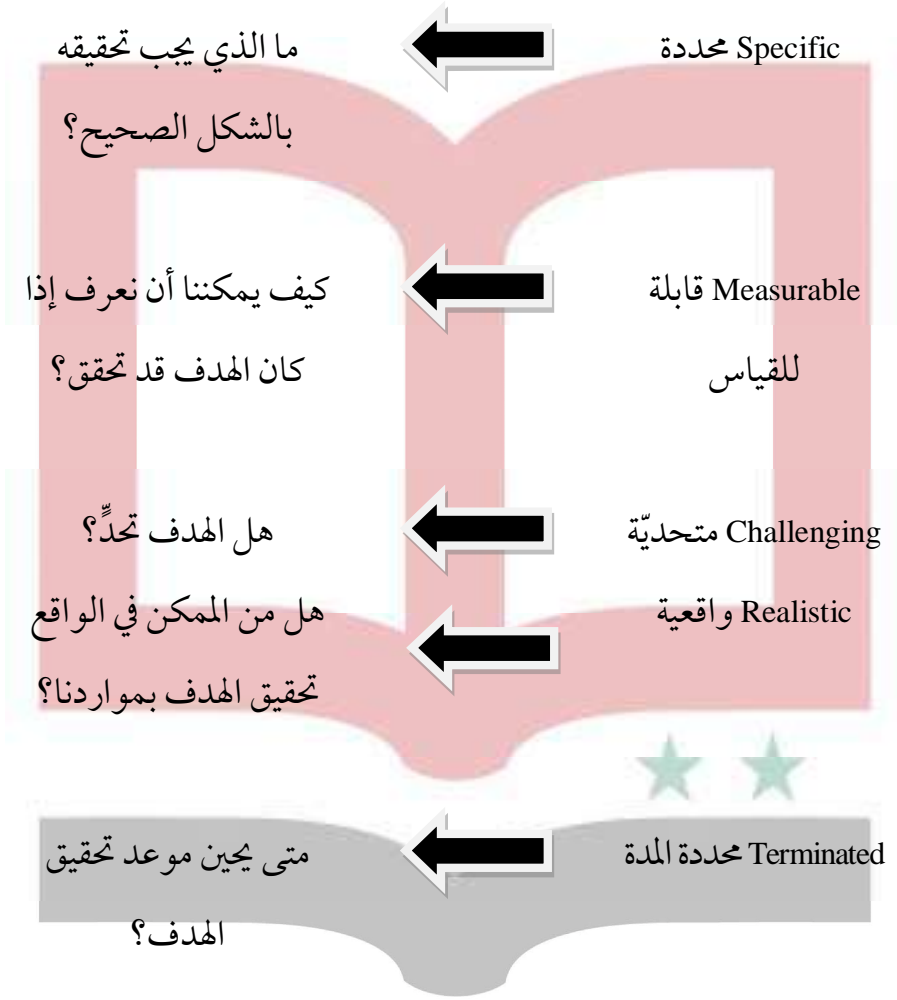 Specific محددة
ما الذي يجب تحقيقه
بالشكل الصحيح؟
Measurable قابلة
للقياس
كيف يمكننا أن نعرف إذا
كان الهدف قد تحقق؟
Challenging متحديّة
هل الهدف تحدٍّ؟
Realistic واقعية
هل من الممكن في الواقع
تحقيق الهدف بمواردنا؟
Terminated محددة المدة
متى يحين موعد تحقيق
الهدف؟